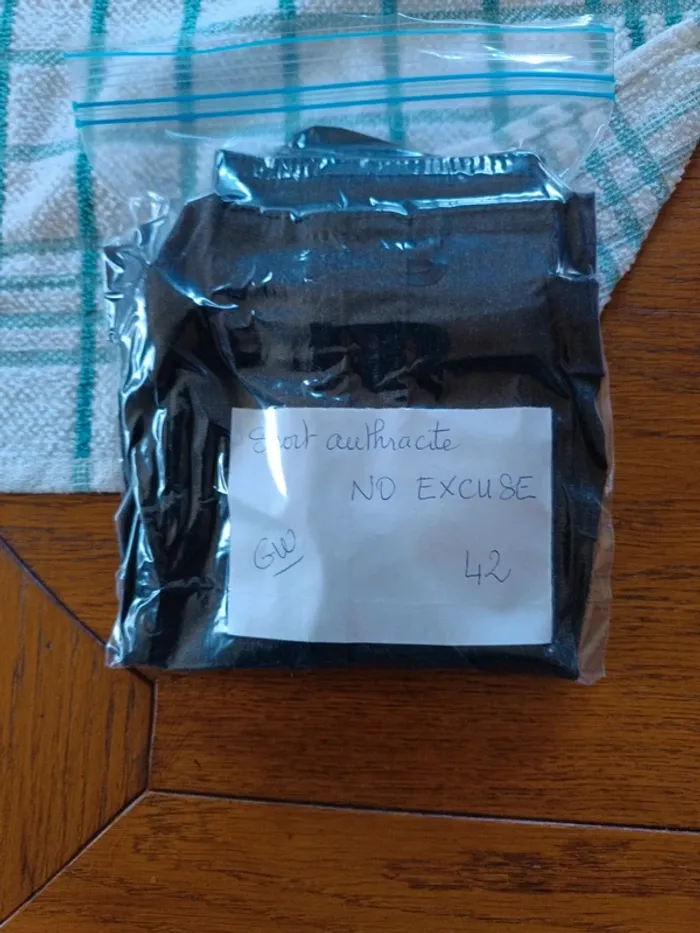 Short anthracite
NO EXCUSE
GW
42